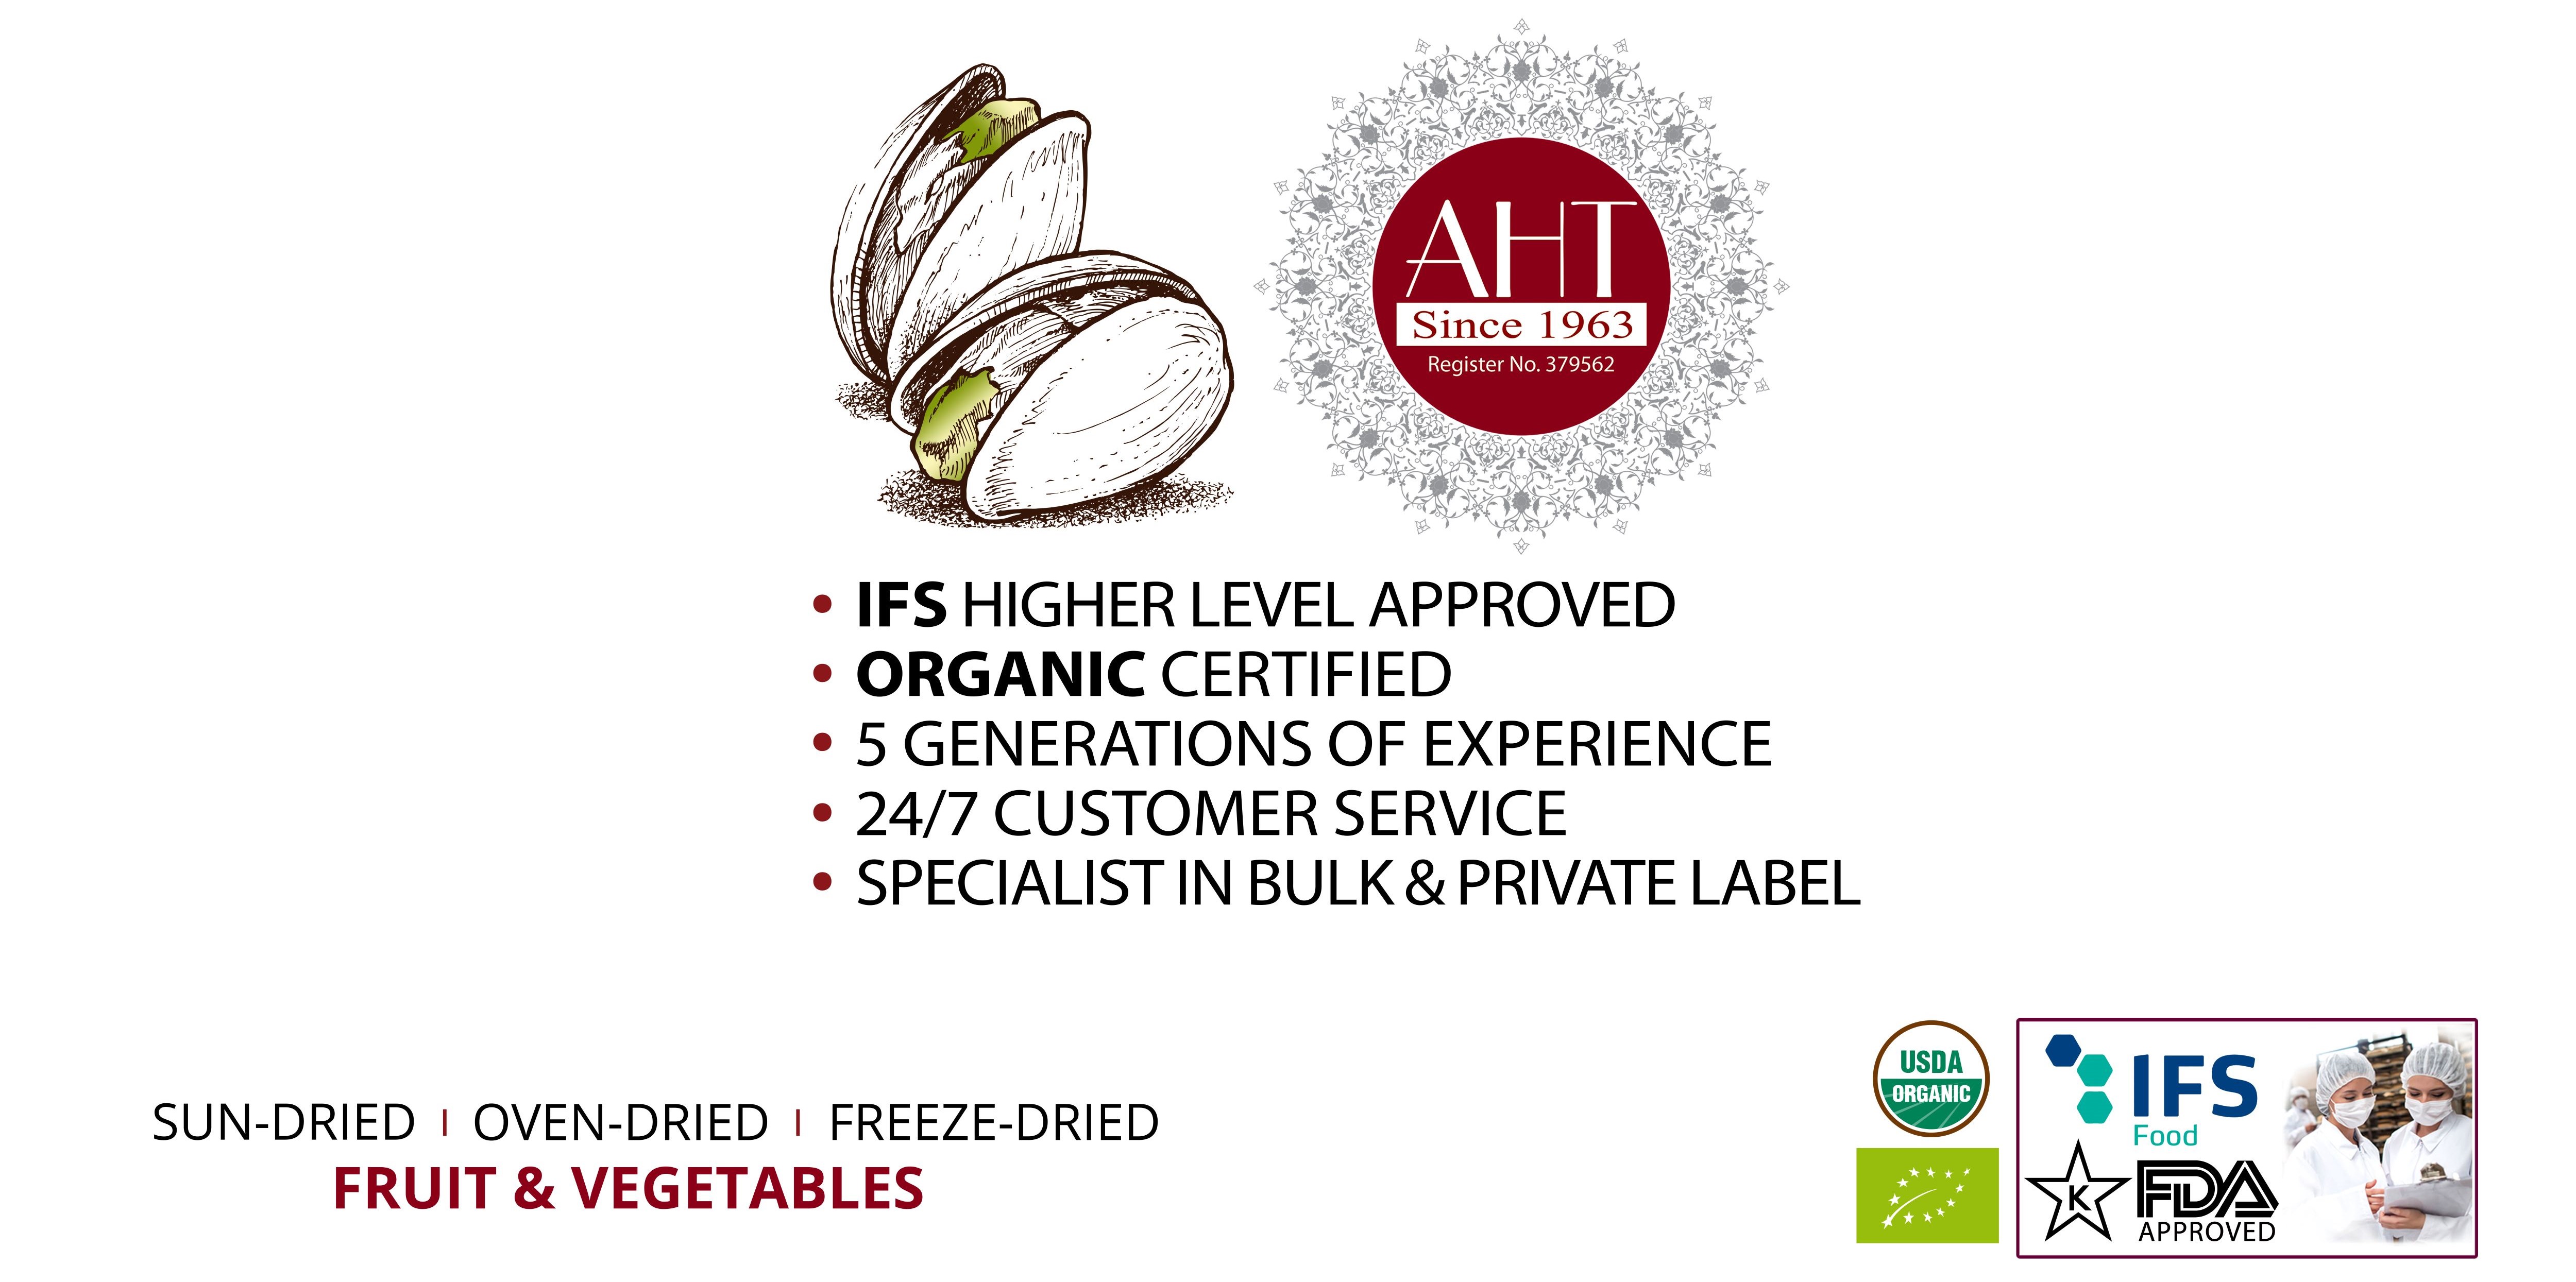 AHT
Since 1963
Register No. 379562
• IFS HIGHER LEVEL APPROVED
• ORGANIC CERTIFIED
• 5 GENERATIONS OF EXPERIENCE
• 24/7 CUSTOMER SERVICE
• SPECIALIST IN BULK & PRIVATE LABEL
SUN-DRIED | OVEN-DRIED | FREEZE-DRIED
FRUIT & VEGETABLES
USDA
ORGANIC
IFS
Food
K
FDA
APPROVED